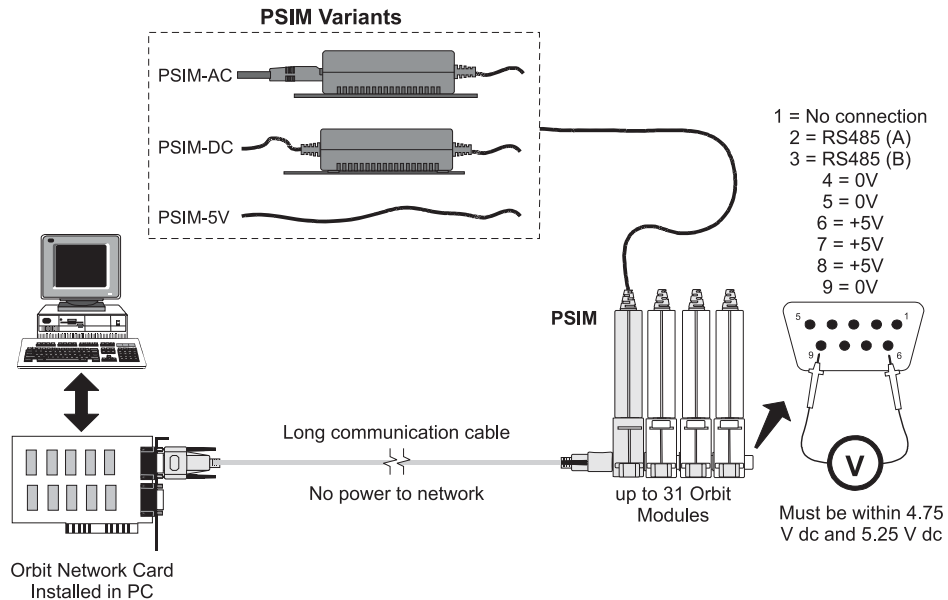 PSIM Variants
PSIM-AC
PSIM-DC
PSIM-5V
1 = No connection
2 = RS485 (A)
3 = RS485 (B)
4 = 0V
5 = 0V
6 = +5V
7 = +5V
8 = +5V
9 = 0V
PSIM
5
1
9
6
V
Must be within 4.75
V dc and 5.25 V dc
Long communication cable
No power to network
up to 31 Orbit
Modules
Orbit Network Card
Installed in PC